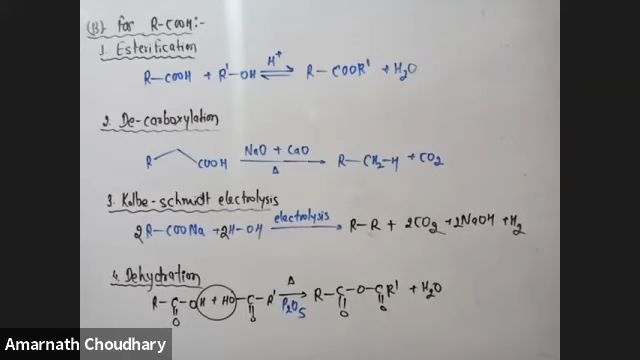 (B) for R-COOH:-
1. Esterification
R-COOH + R'-OH ⇌ R-COOR' + H₂O
H⁺
2. De-carboxylation
R COOH NaO + CaO → R-CH₂-H + CO₂
Δ
3. Kolbe-schmidt electrolysis
2R-COONa + 2H-OH electrolysis → R-R + 2CO₂ + 2NaOH + H₂
4. Dehydration
R-C-OH + HO-C-R' Δ → R-C-O-C-R' + H₂O
O O P₂O₅ O O
Amarnath Choudhary